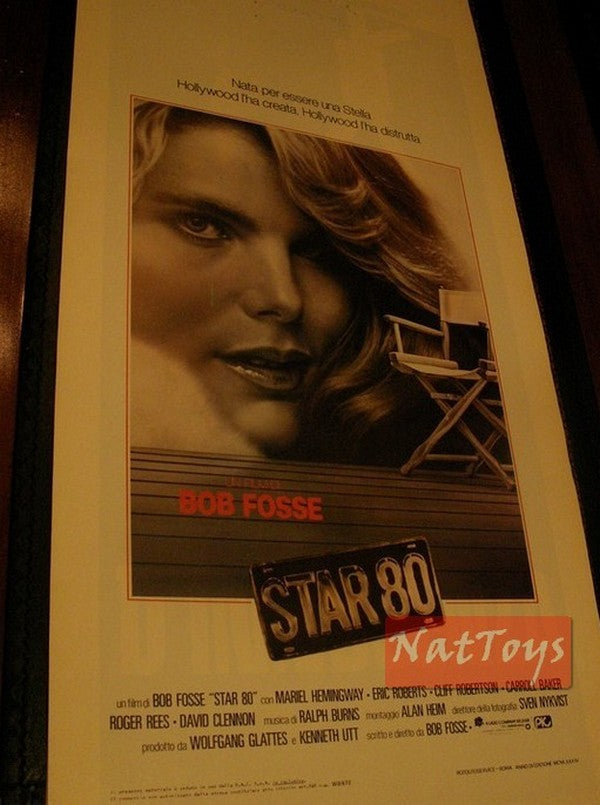 Nata per essere una Stella
Hollywood l'ha creata, Hollywood l'ha distrutta
UN FILM DI
BOB FOSSE
STAR 80
NatToys
un film di BOB FOSSE "STAR 80" con MARIEL HEMINGWAY • ERIC ROBERTS • CLIFF ROBERTSON • CARROLL BAKER
ROGER REES • DAVID CLENNON musica di RALPH BURNS montaggio ALAN HEIM direttore della fotografia SVEN NYKVIST
prodotto da WOLFGANG GLATTES e KENNETH UTT scritto e diretto da BOB FOSSE •